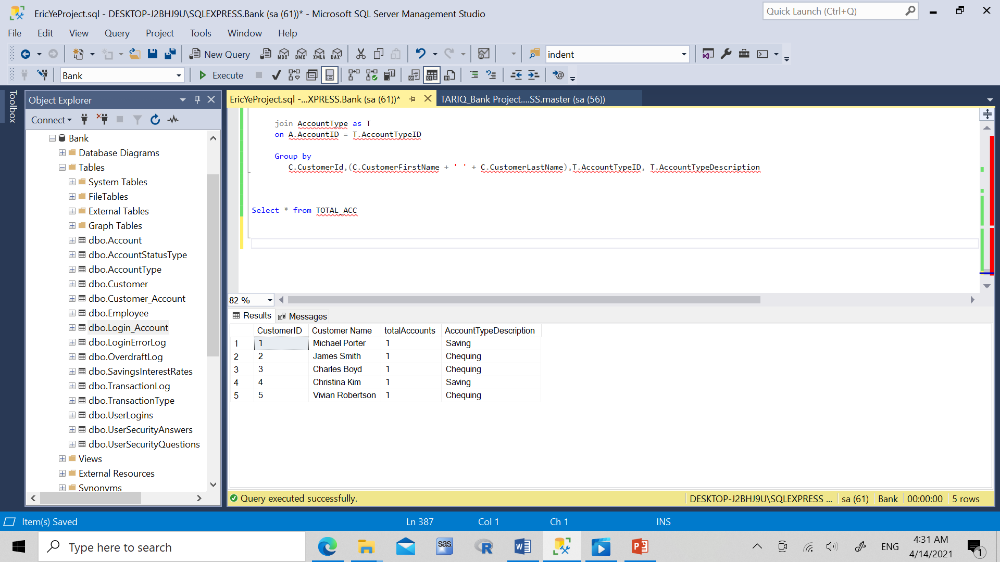 EricYeProject.sql - DESKTOP-J2BHJ9U\SQLEXPRESS.Bank (sa (61))* - Microsoft SQL Server Management Studio
Quick Launch (Ctrl+Q)
File Edit View Query Project Tools Window Help
New Query MDX DMX XMLA DAX indent
Bank Execute
Toolbox
Object Explorer
Connect
Bank
Database Diagrams
Tables
System Tables
FileTables
External Tables
Graph Tables
dbo.Account
dbo.AccountStatusType
dbo.AccountType
dbo.Customer
dbo.Customer_Account
dbo.Employee
dbo.Login_Account
dbo.LoginErrorLog
dbo.OverdraftLog
dbo.SavingsInterestRates
dbo.TransactionLog
dbo.TransactionType
dbo.UserLogins
dbo.UserSecurityAnswers
dbo.UserSecurityQuestions
Views
External Resources
Synonyms
EricYeProject.sql -...XPRESS.Bank (sa (61))* TARIQ_Bank Project....SS.master (sa (56))
join AccountType as T
on A.AccountID = T.AccountTypeID
Group by
C.CustomerId,(C.CustomerFirstName + ' ' + C.CustomerLastName),T.AccountTypeID, T.AccountTypeDescription
Select * from TOTAL_ACC
82 %
Results Messages
CustomerID Customer Name totalAccounts AccountTypeDescription
1 1 Michael Porter 1 Saving
2 2 James Smith 1 Chequing
3 3 Charles Boyd 1 Chequing
4 4 Christina Kim 1 Saving
5 5 Vivian Robertson 1 Chequing
Query executed successfully. DESKTOP-J2BHJ9U\SQLEXPRESS ... sa (61) Bank 00:00:00 5 rows
Item(s) Saved Ln 387 Col 1 Ch 1 INS
Type here to search
sas
R
W
P
ENG
4:31 AM
4/14/2021
1